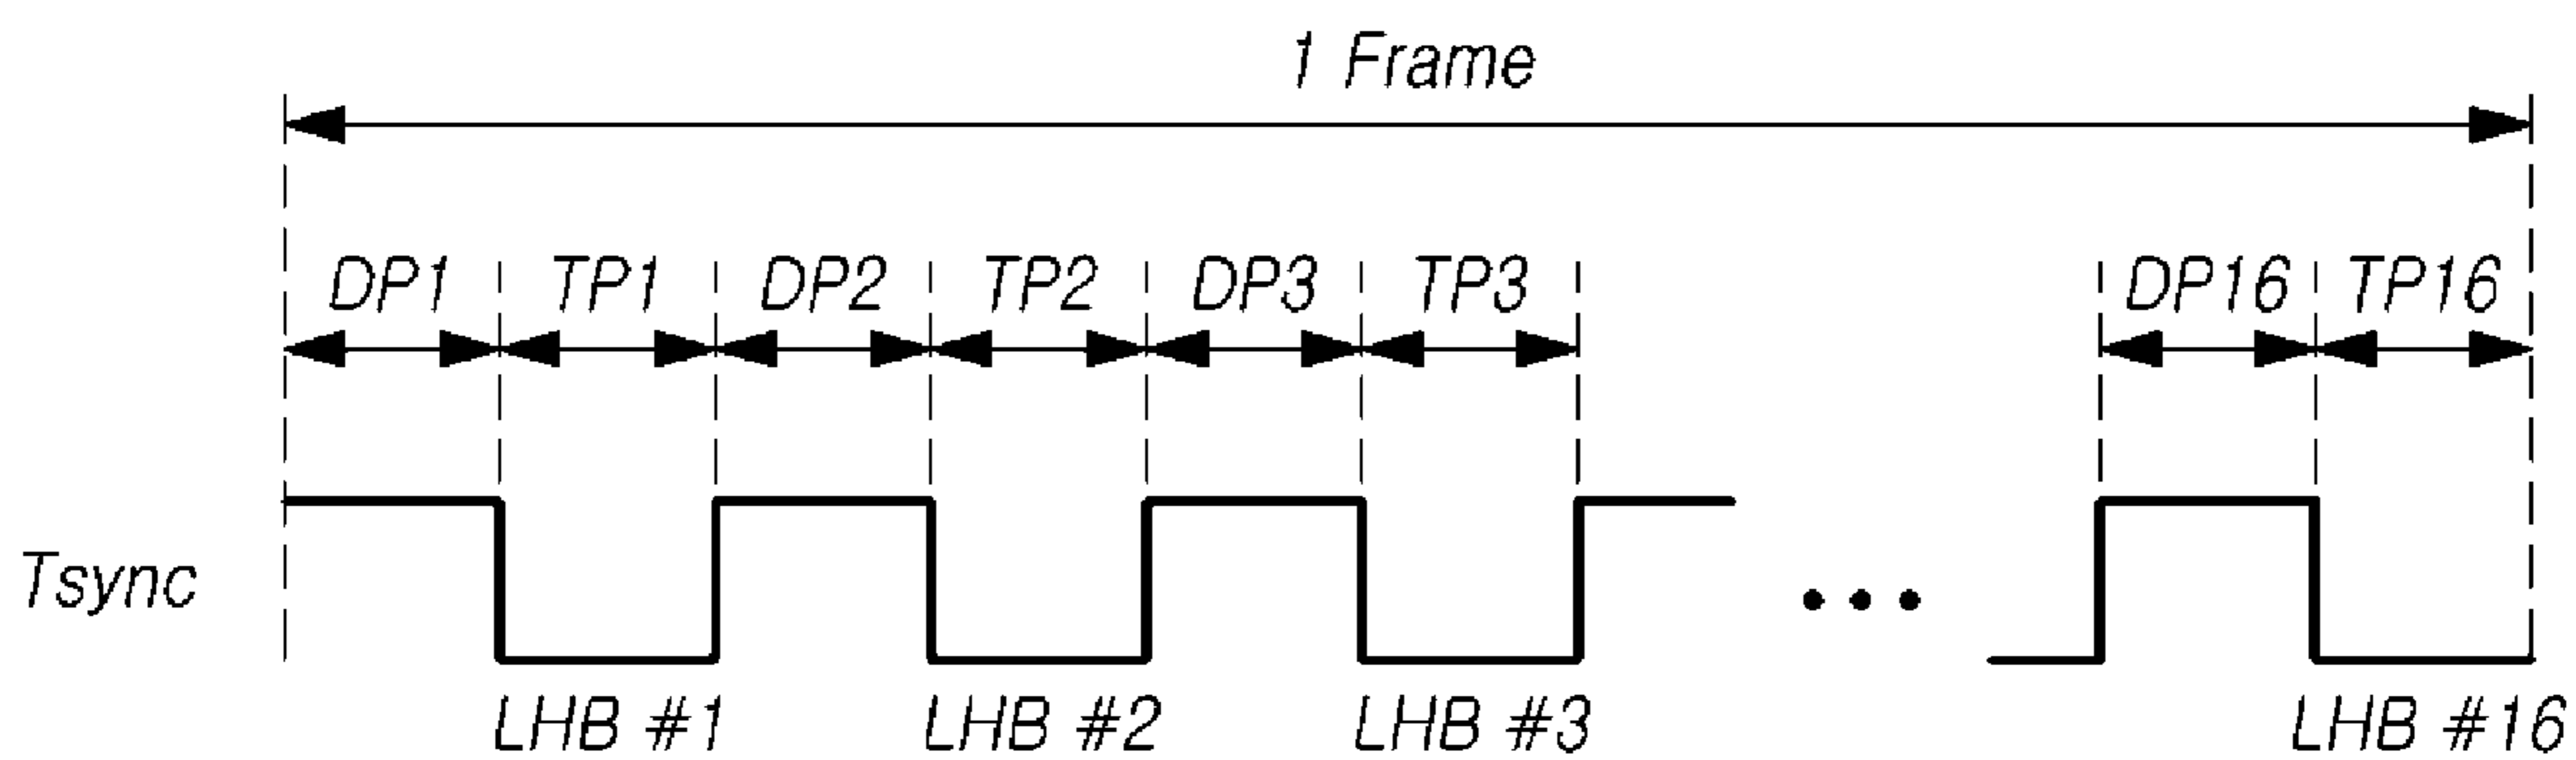 1 Frame
DP1 TP1 DP2 TP2 DP3 TP3 DP16 TP16
Tsync
LHB #1 LHB #2 LHB #3 LHB #16